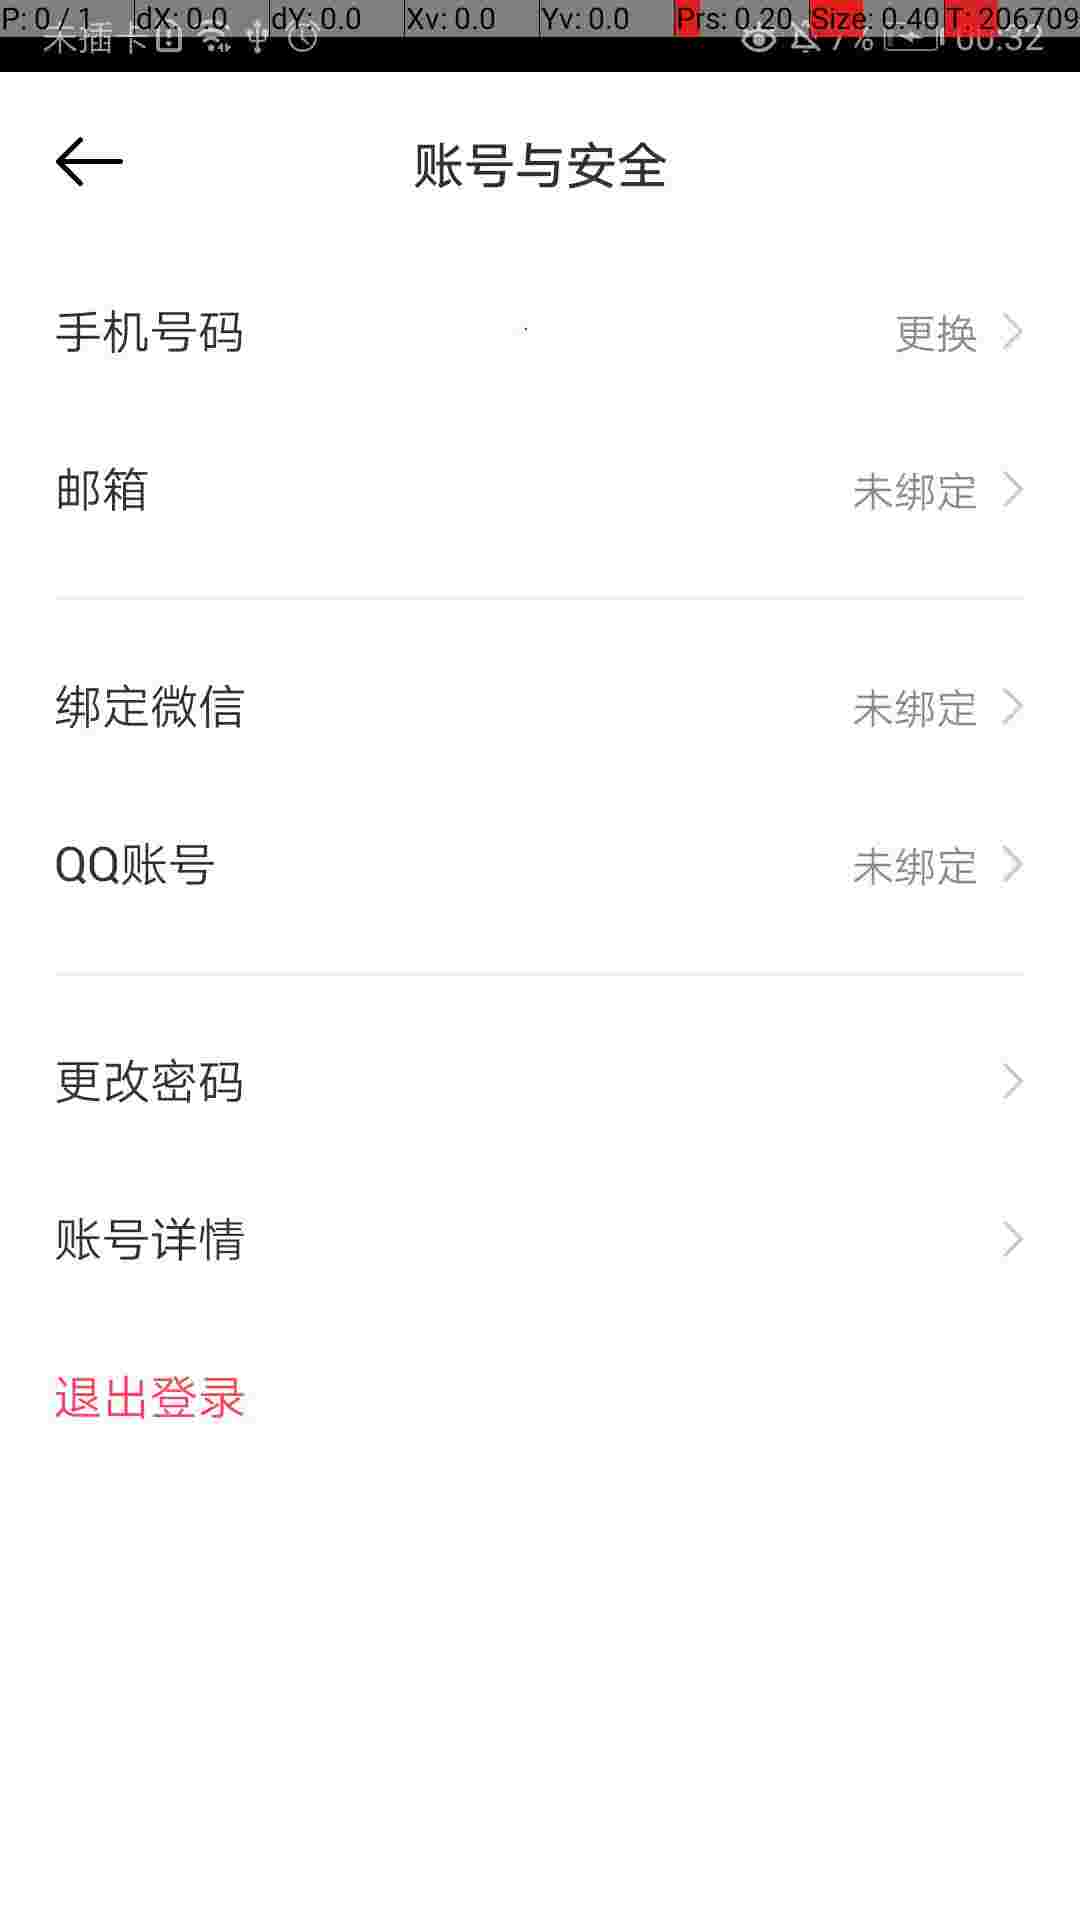 P: 0 / 1 dX: 0.0 dY: 0.0 Xv: 0.0 Yv: 0.0 Prs: 0.20 Size: 0.40 T: 206709
未插卡 7% 00:32
账号与安全
手机号码 更换
邮箱 未绑定
绑定微信 未绑定
QQ账号 未绑定
更改密码
账号详情
退出登录